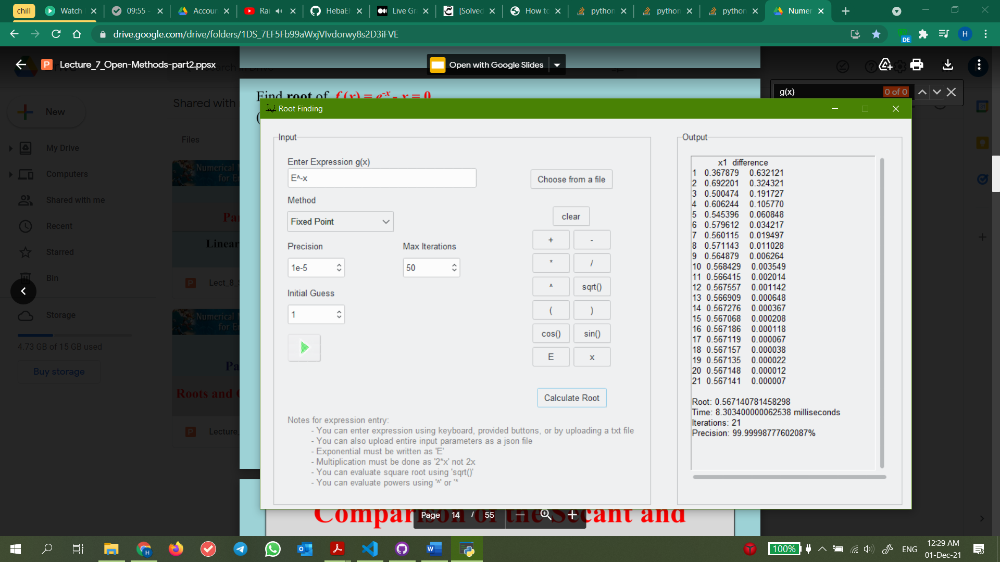 chill
Watch
09:55 -
Accoun
Rai
HebaEl
Live Gr
[Solved
How to
python
python
python
Numer
drive.google.com/drive/folders/1DS_7EF5Fb99aWxjVIvdorwy8s2D3iFVE
DE
H
P Lecture_7_Open-Methods-part2.ppsx
Open with Google Slides
g(x)
0 of 0
New
Shared with
Files
My Drive
Computers
Shared with me
Recent
Starred
Bin
Storage
4.73 GB of 15 GB used
Buy storage
Numerical
for En
Par
Linear
P Lect_8_S
Numerical
for En
Pa
Roots and
P Lecture_
Find root of f (x) = e-x - x = 0
Root Finding
Input
Enter Expression g(x)
E^-x
Choose from a file
Method
Fixed Point
Precision
Max Iterations
1e-5
50
Initial Guess
1
clear
+ -
* /
^ sqrt()
( )
cos() sin()
E x
Calculate Root
Notes for expression entry:
- You can enter expression using keyboard, provided buttons, or by uploading a txt file
- You can also upload entire input parameters as a json file
- Exponential must be written as 'E'
- Multiplication must be done as '2*x' not 2x
- You can evaluate square root using 'sqrt()'
- You can evaluate powers using '^' or '*
Output
x1 difference
1 0.367879 0.632121
2 0.692201 0.324321
3 0.500474 0.191727
4 0.606244 0.105770
5 0.545396 0.060848
6 0.579612 0.034217
7 0.560115 0.019497
8 0.571143 0.011028
9 0.564879 0.006264
10 0.568429 0.003549
11 0.566415 0.002014
12 0.567557 0.001142
13 0.566909 0.000648
14 0.567276 0.000367
15 0.567068 0.000208
16 0.567186 0.000118
17 0.567119 0.000067
18 0.567157 0.000038
19 0.567135 0.000022
20 0.567148 0.000012
21 0.567141 0.000007
Root: 0.567140781458298
Time: 8.303400000062538 milliseconds
Iterations: 21
Precision: 99.99998777602087%
Comparison of the Secant and
Page 14 / 55
100%
ENG
12:29 AM
01-Dec-21